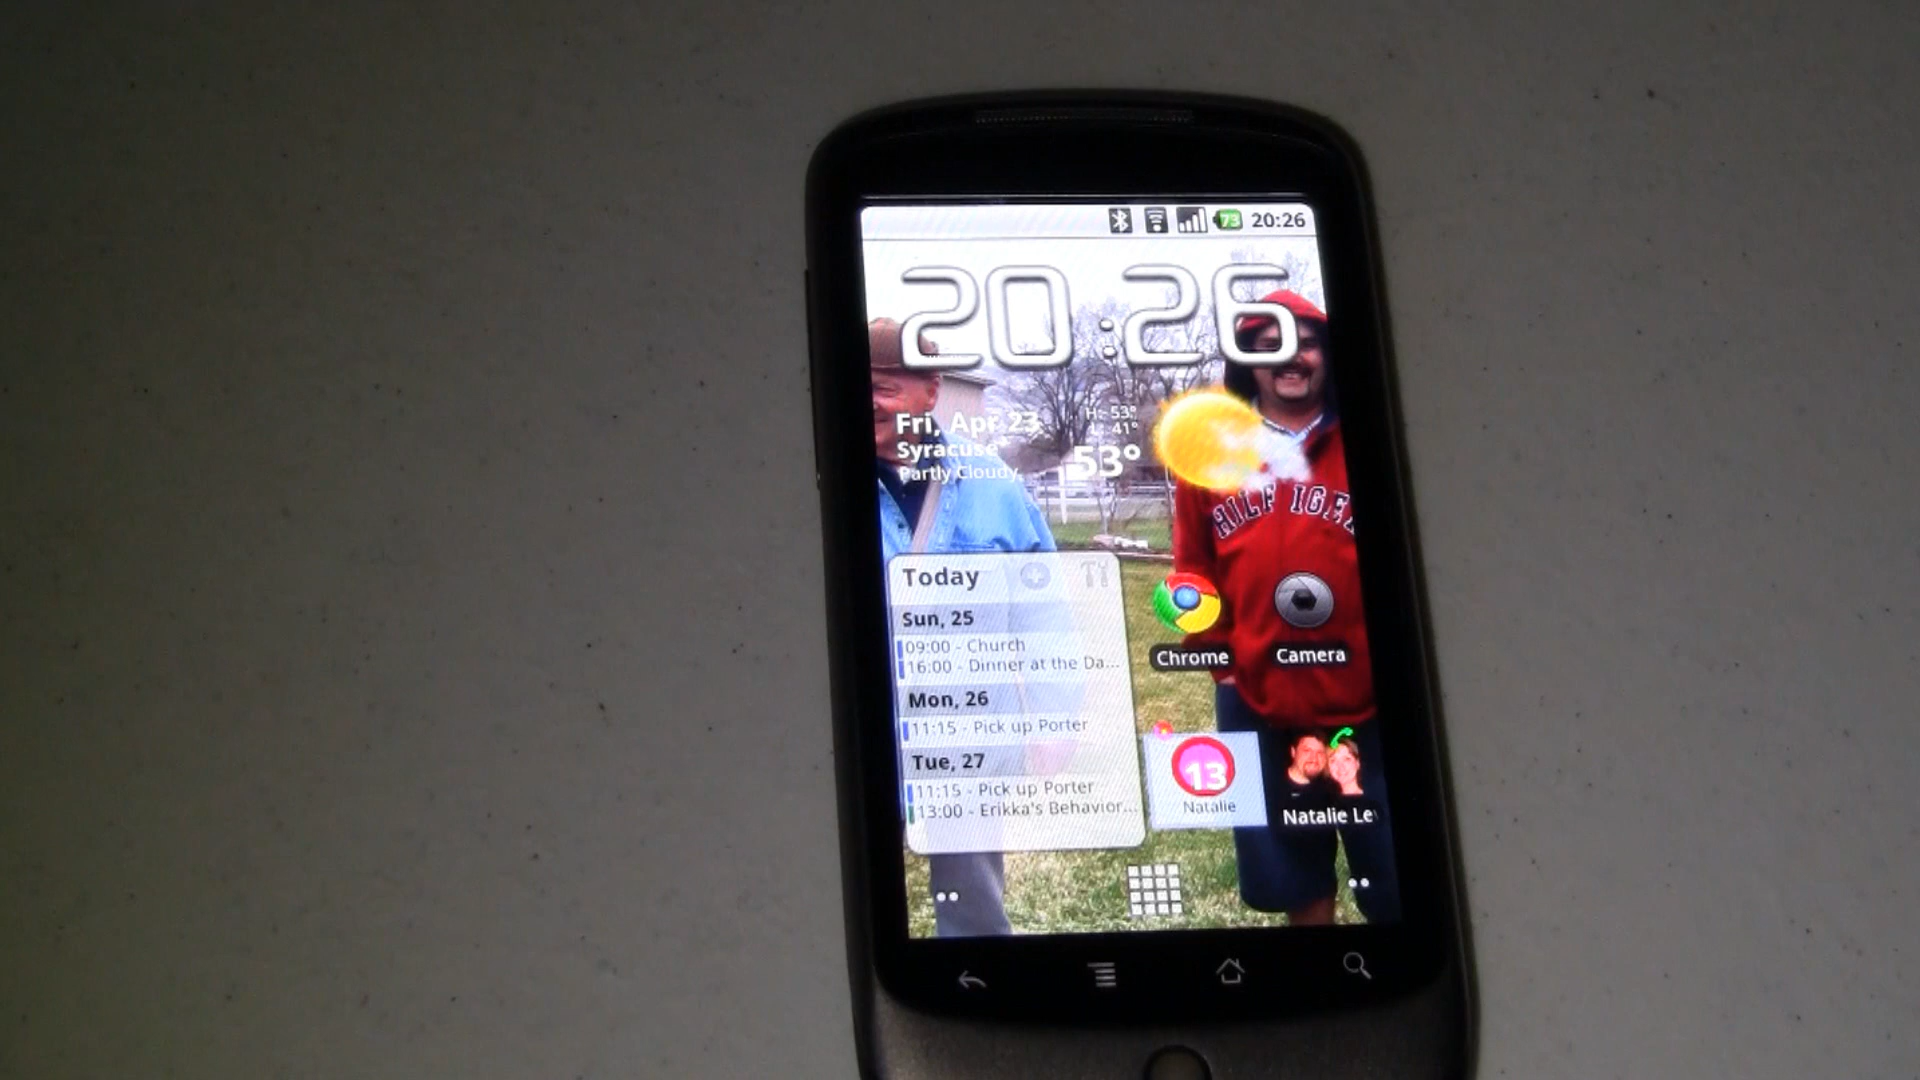 73 20:26
20:26
Fri, Apr 23
Syracuse
Partly Cloudy
H: 53°
L: 41°
53°
HILFIGER
Today
Sun, 25
09:00 - Church
16:00 - Dinner at the Da...
Mon, 26
11:15 - Pick up Porter
Tue, 27
11:15 - Pick up Porter
13:00 - Erikka's Behavior...
Chrome
Camera
13
Natalie
Natalie Le